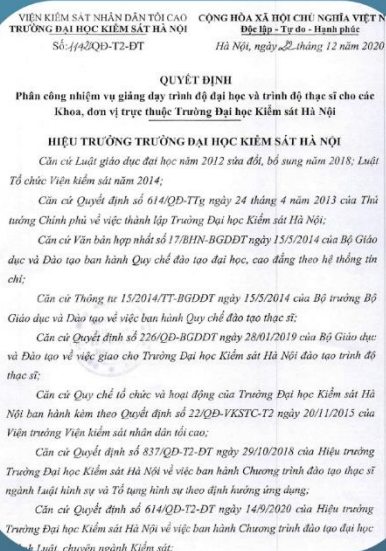 VIỆN KIỂM SÁT NHÂN DÂN TỐI CAO
TRƯỜNG ĐẠI HỌC KIỂM SÁT HÀ NỘI
CỘNG HÒA XÃ HỘI CHỦ NGHĨA VIỆT N
Độc lập - Tự do - Hạnh phúc
Số: /QĐ-T2-ĐT
Hà Nội, ngày 22 tháng 12 năm 2020
QUYẾT ĐỊNH
Phân công nhiệm vụ giảng dạy trình độ đại học và trình độ thạc sĩ cho các
Khoa, đơn vị trực thuộc Trường Đại học Kiểm sát Hà Nội
HIỆU TRƯỞNG TRƯỜNG ĐẠI HỌC KIỂM SÁT HÀ NỘI
Căn cứ Luật giáo dục đại học năm 2012 sửa đổi, bổ sung năm 2018; Luật
Tổ chức Viện kiểm sát năm 2014;
Căn cứ Quyết định số 614/QĐ-TTg ngày 24 tháng 4 năm 2013 của Thủ
tướng Chính phủ về việc thành lập Trường Đại học Kiểm sát Hà Nội;
Căn cứ Văn bản hợp nhất số 17/BHN-BGDĐT ngày 15/5/2014 của Bộ Giáo
dục và Đào tạo ban hành Quy chế đào tạo đại học, cao đẳng theo hệ thống tín
chỉ;
Căn cứ Thông tư 15/2014/TT-BGDĐT ngày 15/5/2014 của Bộ trưởng Bộ
Giáo dục và Đào tạo về việc ban hành Quy chế đào tạo thạc sĩ;
Căn cứ Quyết định số 226/QĐ-BGDĐT ngày 28/01/2019 của Bộ Giáo dục
và Đào tạo về việc giao cho Trường Đại học Kiểm sát Hà Nội đào tạo trình độ
thạc sĩ;
Căn cứ Quy chế tổ chức và hoạt động của Trường Đại học Kiểm sát Hà
Nội ban hành kèm theo Quyết định số 22/QĐ-VKSTC-T2 ngày 20/11/2015 của
Viện trưởng Viện kiểm sát nhân dân tối cao;
Căn cứ Quyết định số 837/QĐ-T2-ĐT ngày 29/10/2018 của Hiệu trưởng
Trường Đại học Kiểm sát Hà Nội về việc ban hành Chương trình đào tạo thạc sĩ
ngành Luật hình sự và Tố tụng hình sự theo định hướng ứng dụng;
Căn cứ Quyết định số 614/QĐ-T2-ĐT ngày 14/9/2020 của Hiệu trưởng
Trường Đại học Kiểm sát Hà Nội về việc ban hành Chương trình đào tạo đại học
Luật, chuyên ngành Kiểm sát;